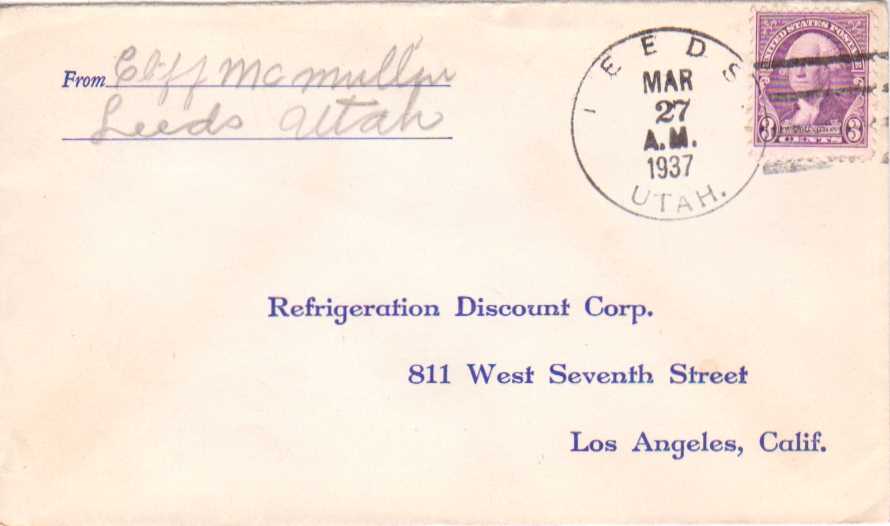 From Cliff McMullin
Leeds Utah
LEEDS
MAR
27
A.M.
1937
UTAH.
UNITED STATES POSTAGE
3 3
CENTS
Refrigeration Discount Corp.
811 West Seventh Street
Los Angeles, Calif.